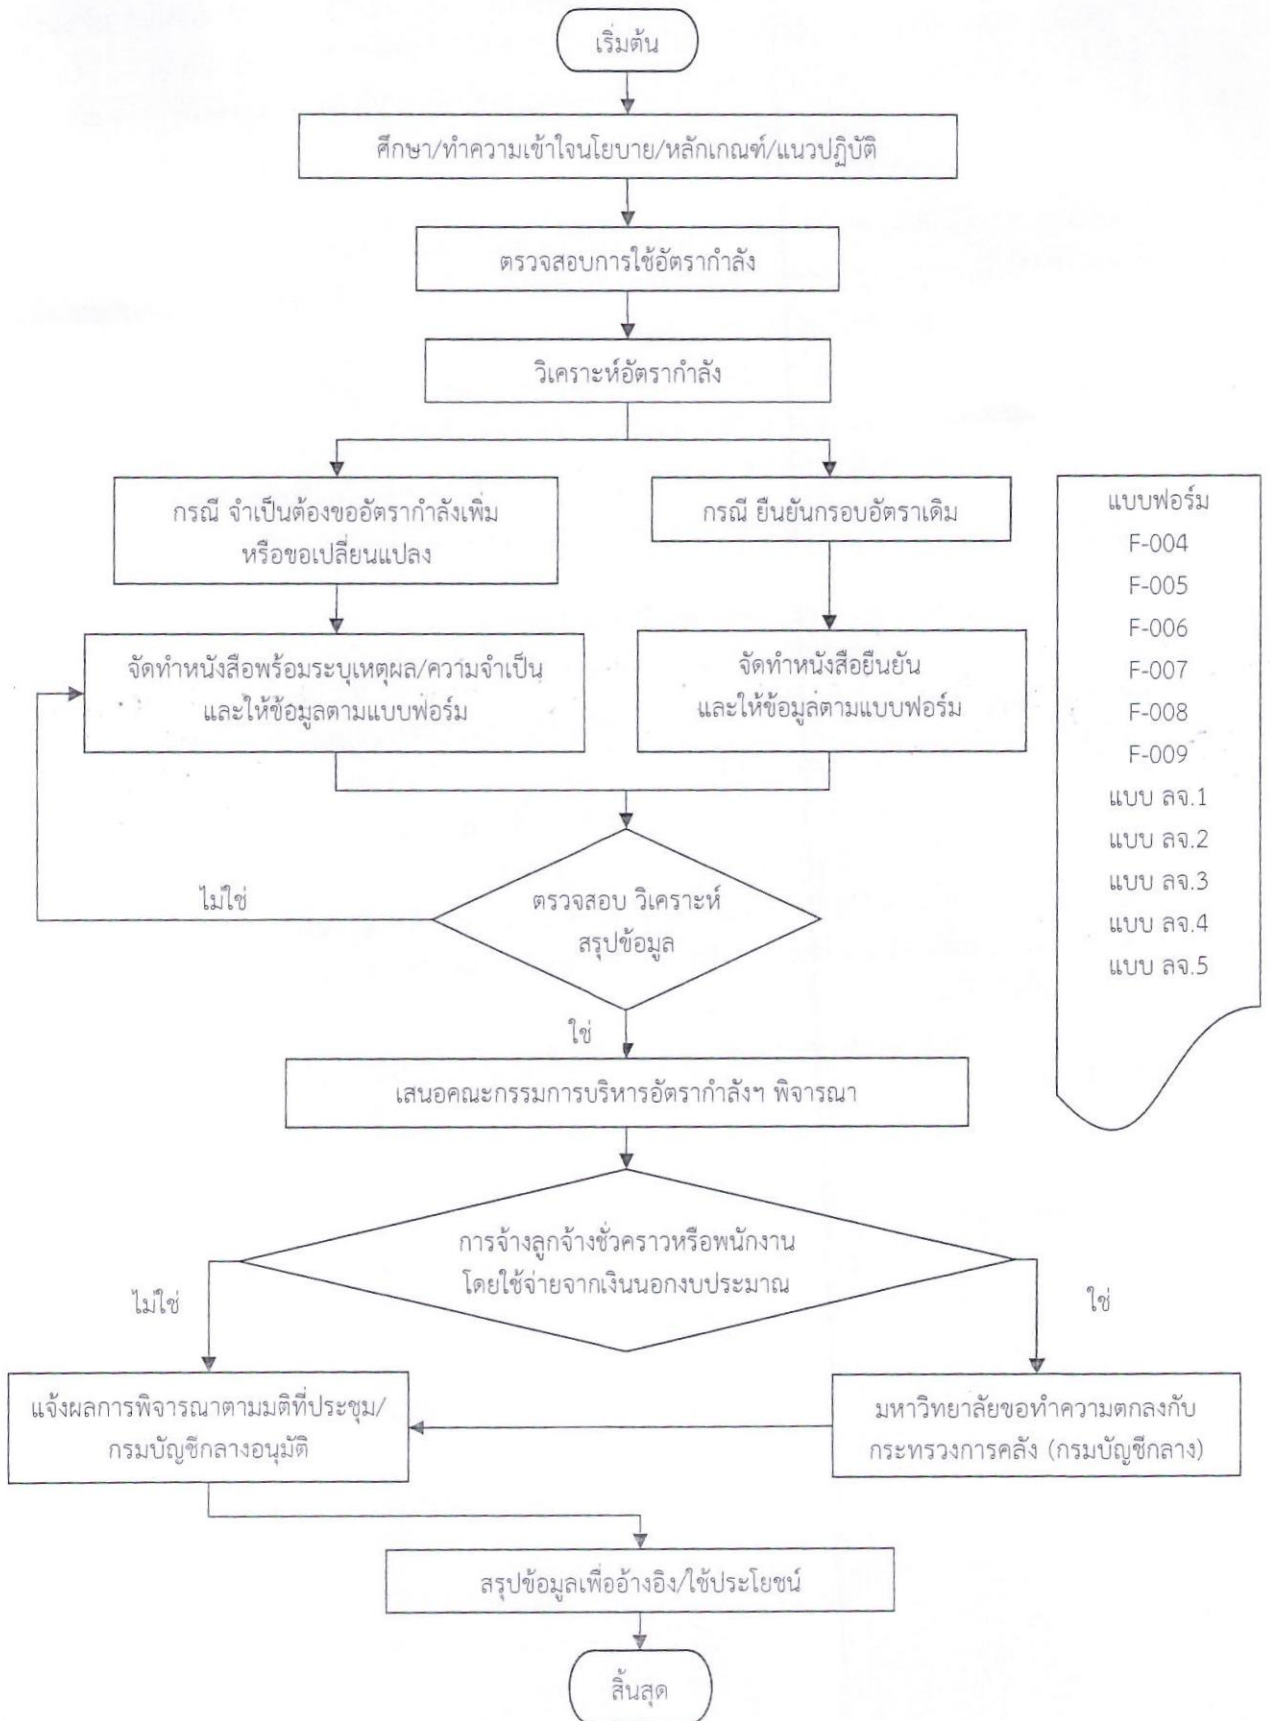 เริ่มต้น
ศึกษา/ทำความเข้าใจนโยบาย/หลักเกณฑ์/แนวปฏิบัติ
ตรวจสอบการใช้อัตรากำลัง
วิเคราะห์อัตรากำลัง
กรณี จำเป็นต้องขออัตรากำลังเพิ่ม
หรือขอเปลี่ยนแปลง
กรณี ยืนยันกรอบอัตราเดิม
จัดทำหนังสือพร้อมระบุเหตุผล/ความจำเป็น
และให้ข้อมูลตามแบบฟอร์ม
จัดทำหนังสือยืนยัน
และให้ข้อมูลตามแบบฟอร์ม
แบบฟอร์ม
F-004
F-005
F-006
F-007
F-008
F-009
แบบ ลจ.1
แบบ ลจ.2
แบบ ลจ.3
แบบ ลจ.4
แบบ ลจ.5
ไม่ใช่
ตรวจสอบ วิเคราะห์
สรุปข้อมูล
ใช่
เสนอคณะกรรมการบริหารอัตรากำลังฯ พิจารณา
การจ้างลูกจ้างชั่วคราวหรือพนักงาน
โดยใช้จ่ายจากเงินนอกงบประมาณ
ไม่ใช่
ใช่
แจ้งผลการพิจารณาตามมติที่ประชุม/
กรมบัญชีกลางอนุมัติ
มหาวิทยาลัยขอทำความตกลงกับ
กระทรวงการคลัง (กรมบัญชีกลาง)
สรุปข้อมูลเพื่ออ้างอิง/ใช้ประโยชน์
สิ้นสุด